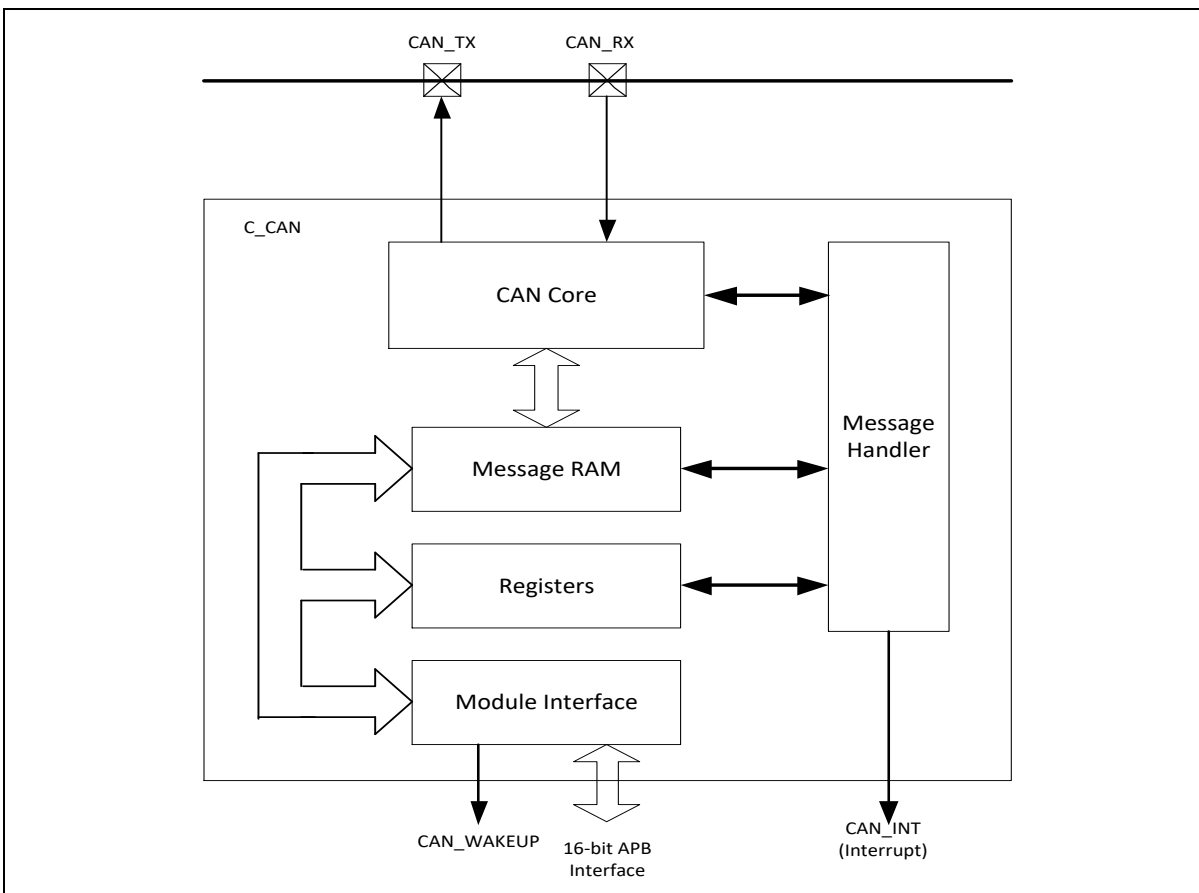 CAN_TX
CAN_RX
C_CAN
CAN Core
Message
Handler
Message RAM
Registers
Module Interface
CAN_WAKEUP
16-bit APB
Interface
CAN_INT
(Interrupt)